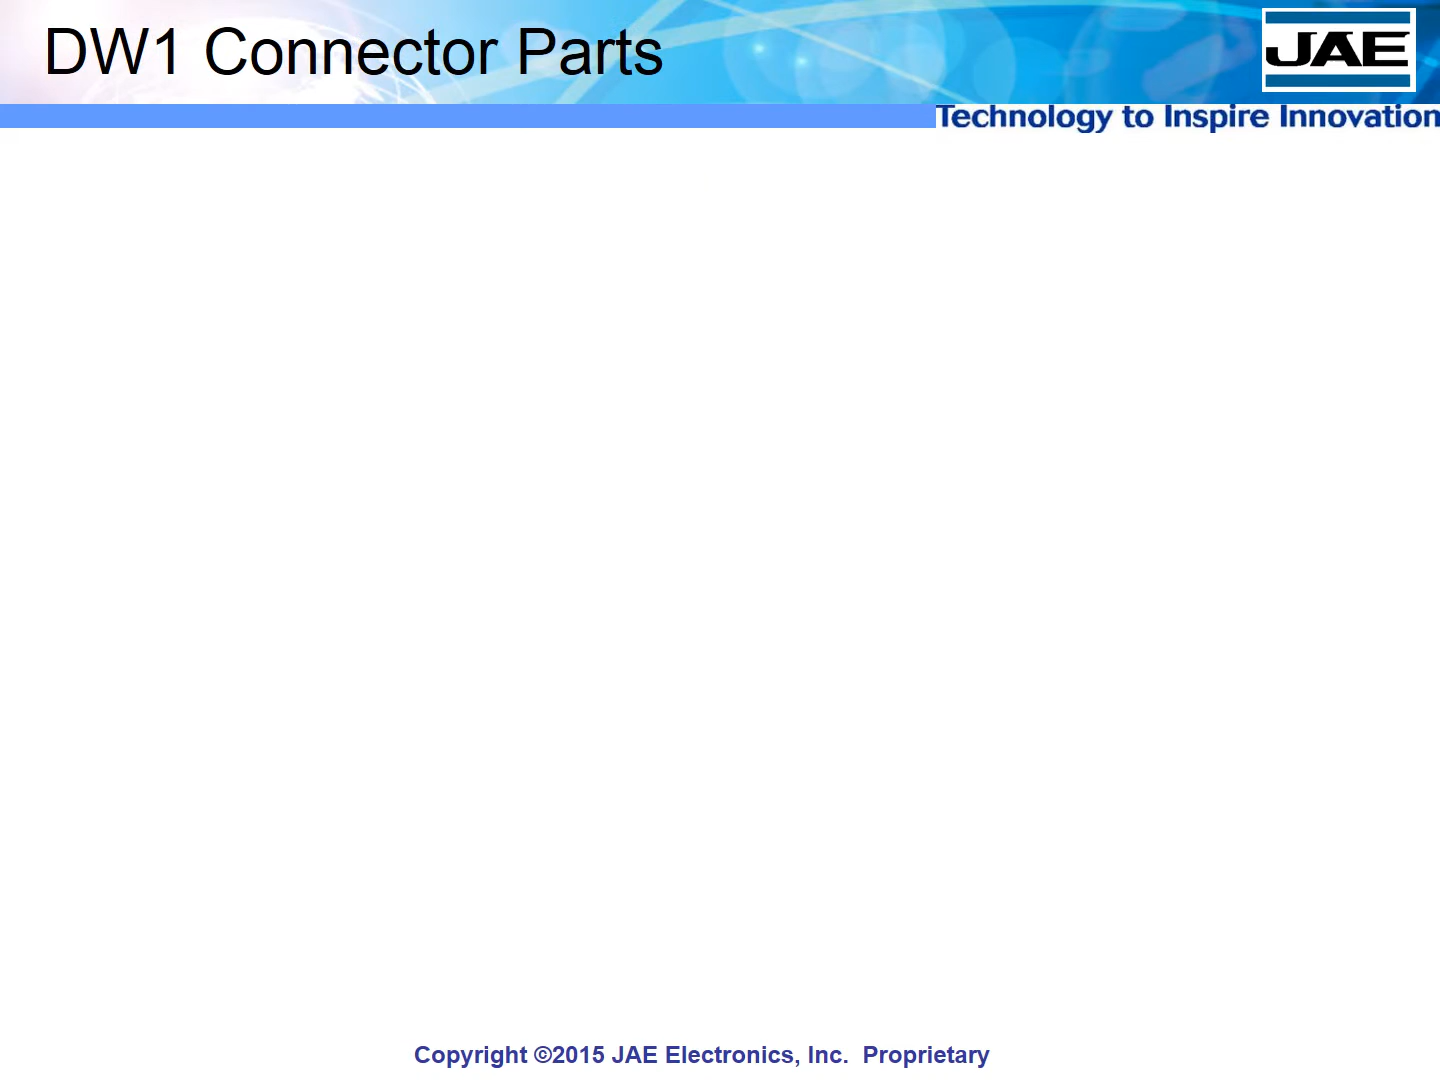 DW1 Connector Parts
JAE
Technology to Inspire Innovation
Copyright ©2015 JAE Electronics, Inc.  Proprietary